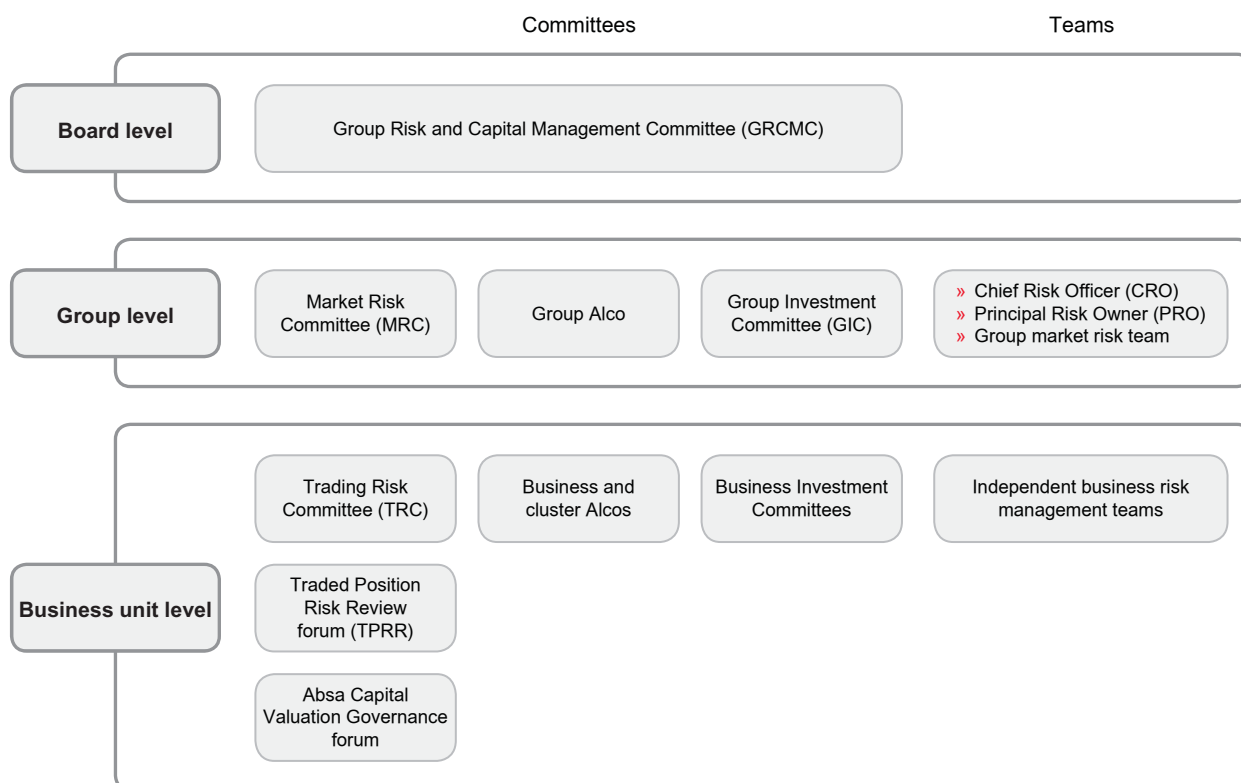 Committees
Teams
Board level
Group Risk and Capital Management Committee (GRCMC)
Group level
Market Risk
Committee (MRC)
Group Alco
Group Investment
Committee (GIC)
» Chief Risk Officer (CRO)
» Principal Risk Owner (PRO)
» Group market risk team
Business unit level
Trading Risk
Committee (TRC)
Business and
cluster Alcos
Business Investment
Committees
Independent business risk
management teams
Traded Position
Risk Review
forum (TPRR)
Absa Capital
Valuation Governance
forum